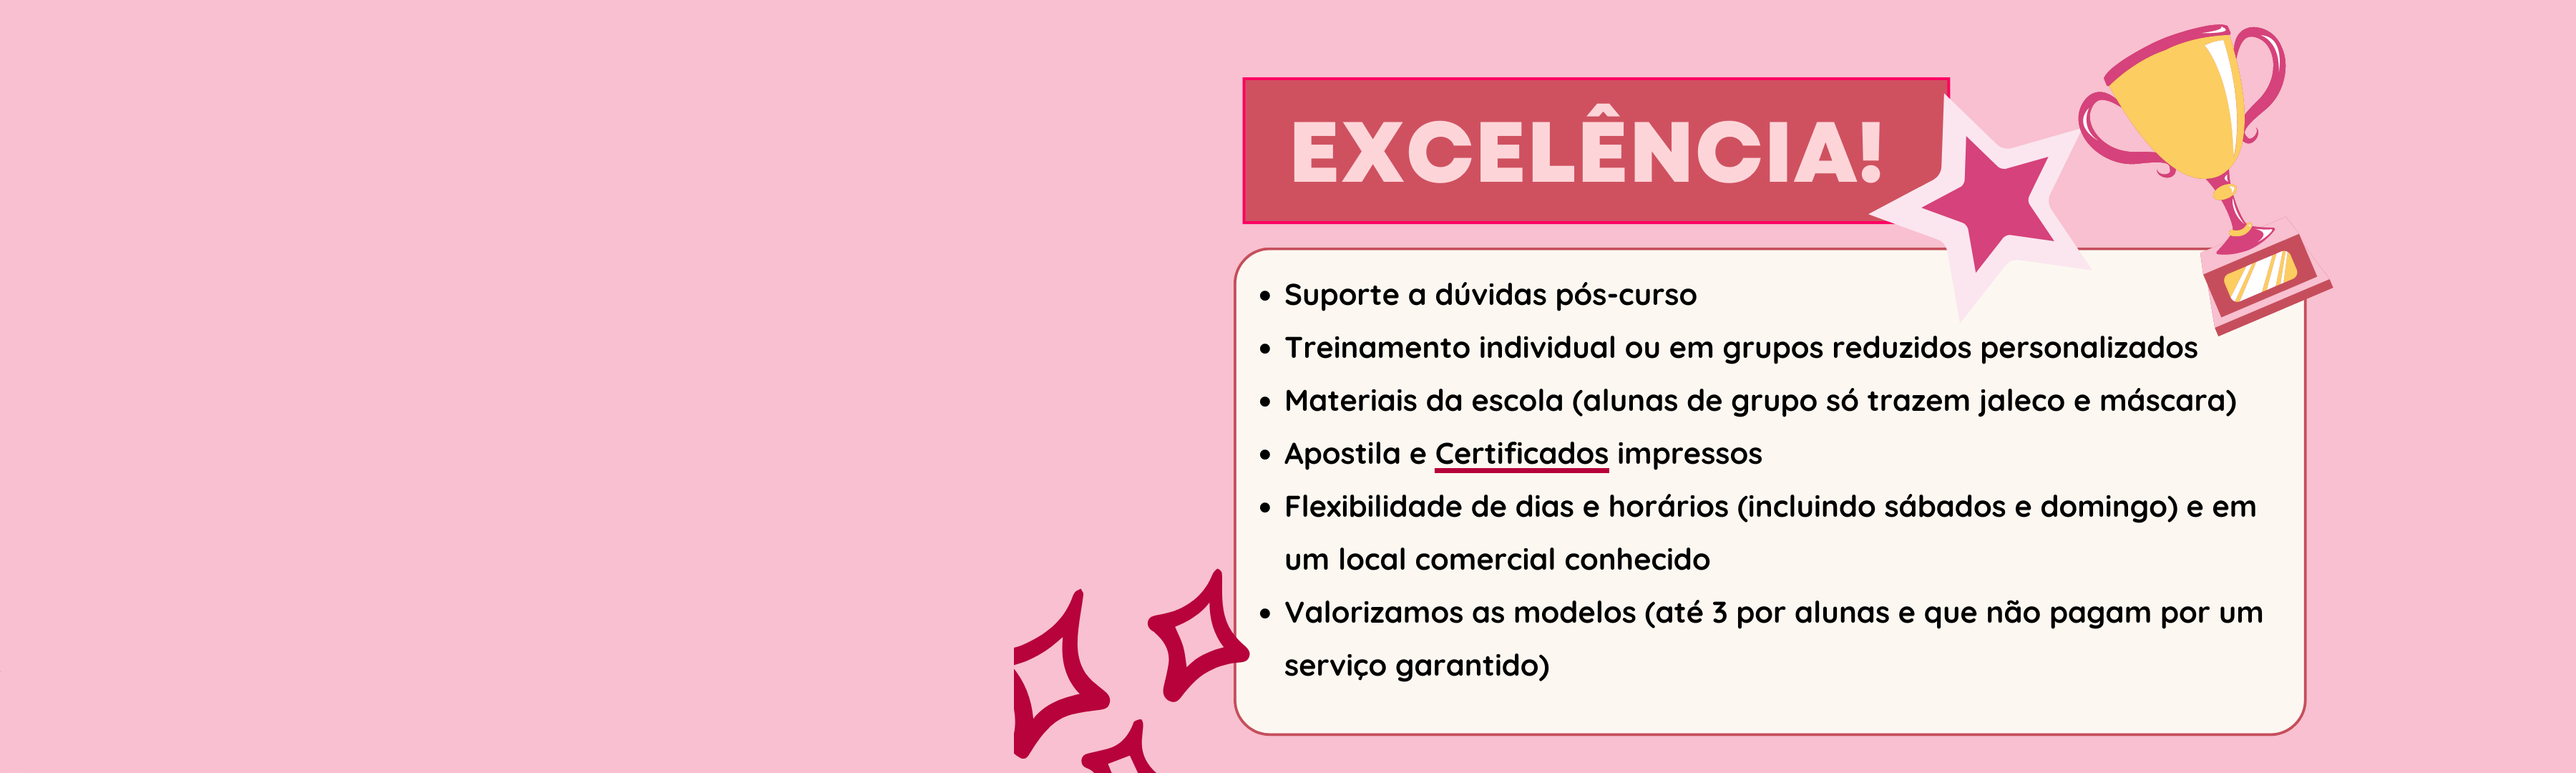 EXCELÊNCIA!
• Suporte a dúvidas pós-curso
• Treinamento individual ou em grupos reduzidos personalizados
• Materiais da escola (alunas de grupo só trazem jaleco e máscara)
• Apostila e Certificados impressos
• Flexibilidade de dias e horários (incluindo sábados e domingo) e em
um local comercial conhecido
• Valorizamos as modelos (até 3 por alunas e que não pagam por um
serviço garantido)